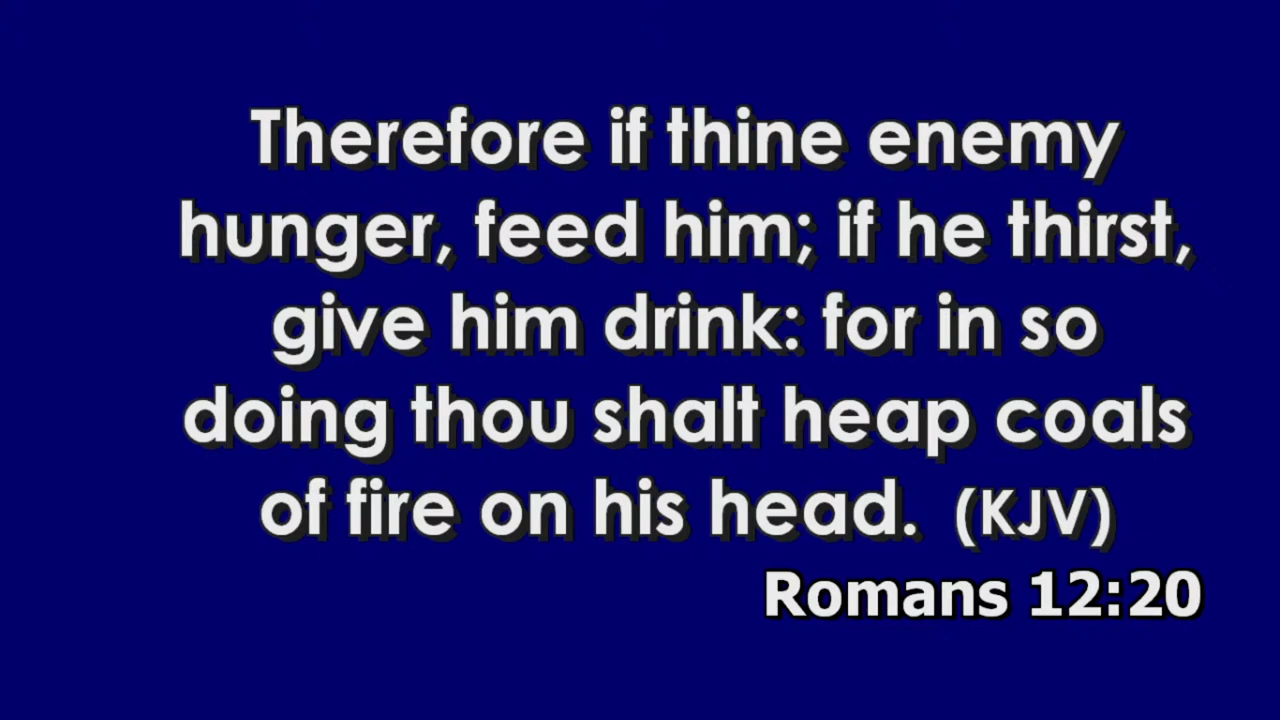 Therefore if thine enemy
hunger, feed him; if he thirst,
give him drink: for in so
doing thou shalt heap coals
of fire on his head.  (KJV)
Romans 12:20